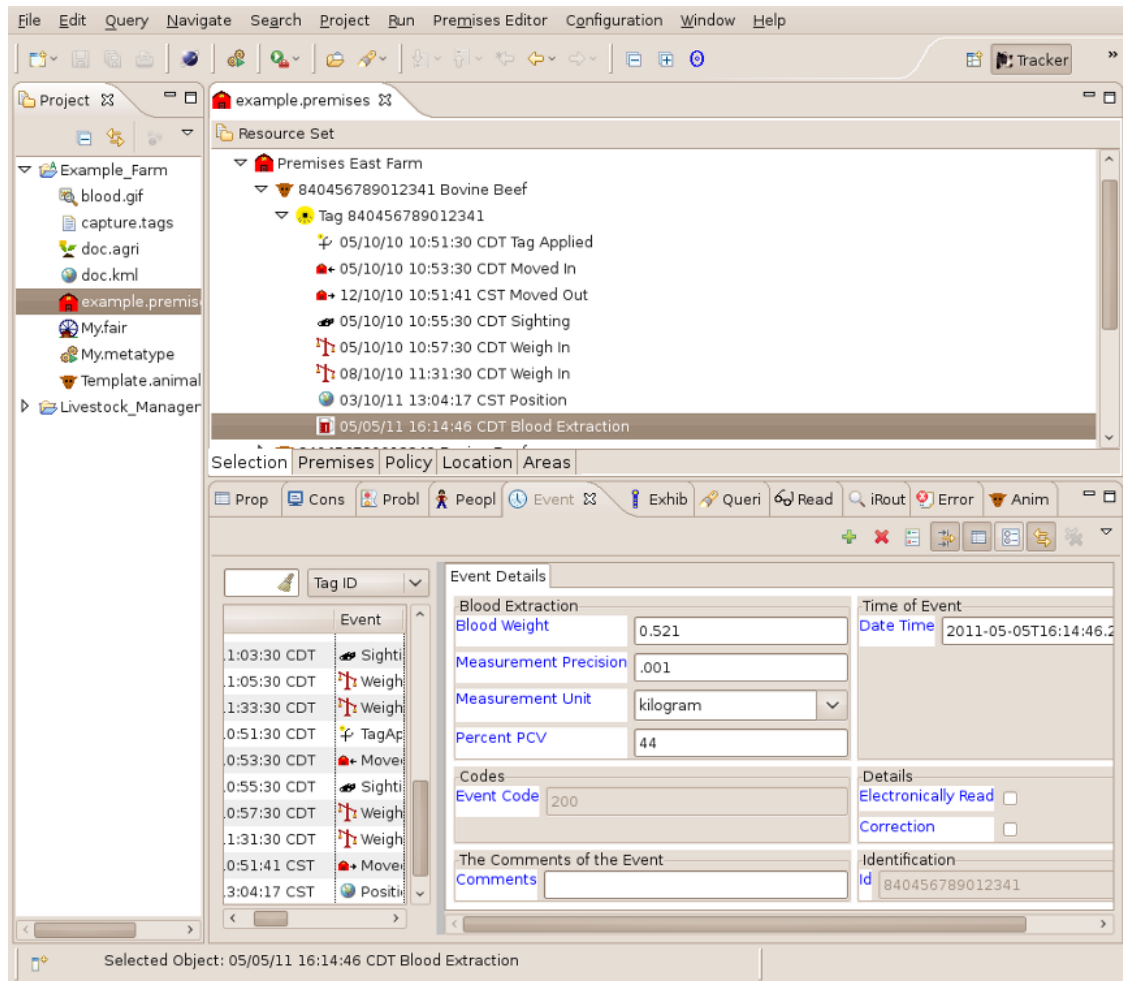 File Edit Query Navigate Search Project Run Premises Editor Configuration Window Help
Tracker »
Project
example.premises
Resource Set
Example_Farm
blood.gif
capture.tags
doc.agri
doc.kml
example.premis
My.fair
My.metatype
Template.animal
Livestock_Manager
Premises East Farm
840456789012341 Bovine Beef
Tag 840456789012341
05/10/10 10:51:30 CDT Tag Applied
05/10/10 10:53:30 CDT Moved In
12/10/10 10:51:41 CST Moved Out
05/10/10 10:55:30 CDT Sighting
05/10/10 10:57:30 CDT Weigh In
08/10/10 11:31:30 CDT Weigh In
03/10/11 13:04:17 CST Position
05/05/11 16:14:46 CDT Blood Extraction
Selection Premises Policy Location Areas
Prop Cons Probl Peopl Event Exhib Queri Read iRout Error Anim
Tag ID
Event
1:03:30 CDT Sighti
1:05:30 CDT Weigh
1:33:30 CDT Weigh
0:51:30 CDT TagAp
0:53:30 CDT Move
0:55:30 CDT Sighti
0:57:30 CDT Weigh
1:31:30 CDT Weigh
0:51:41 CST Move
3:04:17 CST Positi
Event Details
Blood Extraction
Blood Weight 0.521
Measurement Precision .001
Measurement Unit kilogram
Percent PCV 44
Time of Event
Date Time 2011-05-05T16:14:46.2
Codes
Event Code 200
Details
Electronically Read
Correction
The Comments of the Event
Comments
Identification
Id 840456789012341
Selected Object: 05/05/11 16:14:46 CDT Blood Extraction